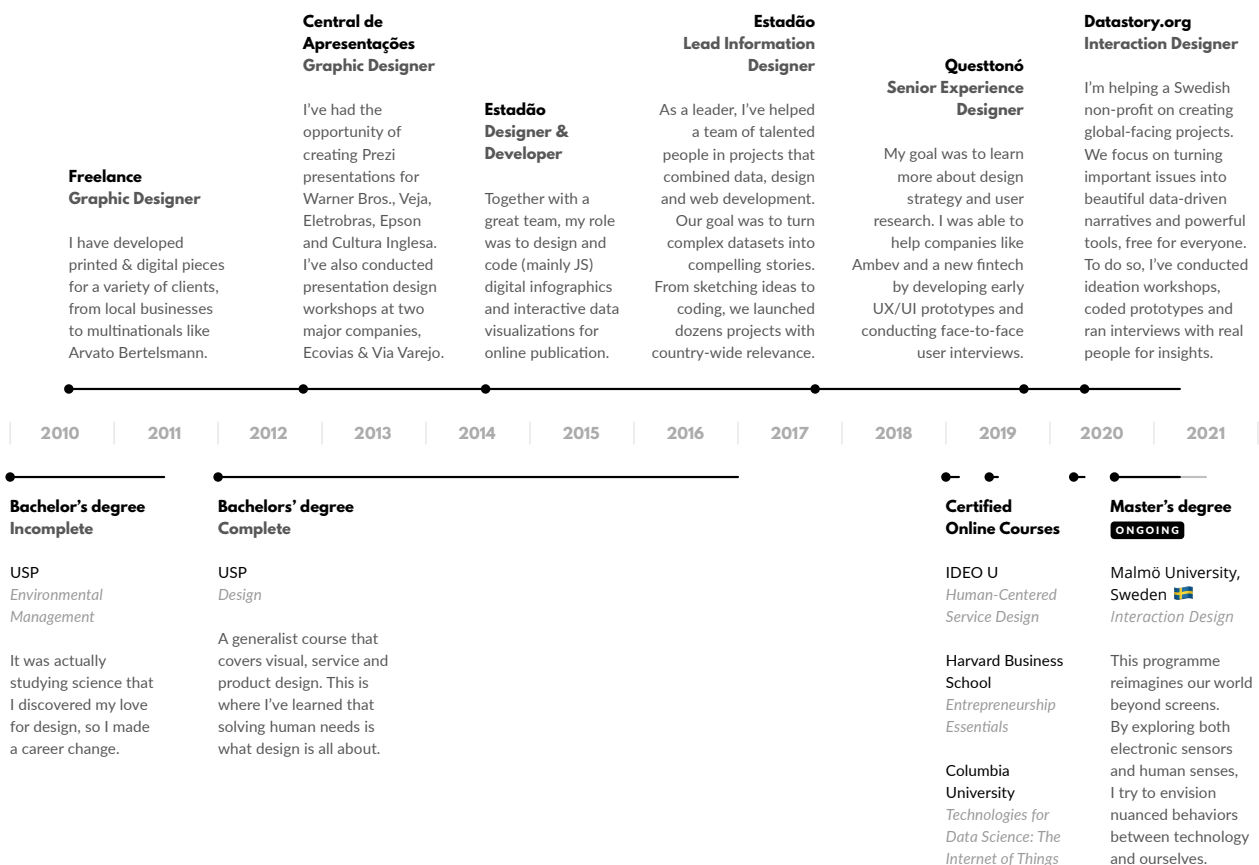 Freelance
Graphic Designer
I have developed
printed & digital pieces
for a variety of clients,
from local businesses
to multinationals like
Arvato Bertelsmann.
Central de
Apresentações
Graphic Designer
I've had the
opportunity of
creating Prezi
presentations for
Warner Bros., Veja,
Eletrobras, Epson
and Cultura Inglesa.
I've also conducted
presentation design
workshops at two
major companies,
Ecovias & Via Varejo.
Estadão
Designer &
Developer
Together with a
great team, my role
was to design and
code (mainly JS)
digital infographics
and interactive data
visualizations for
online publication.
Estadão
Lead Information
Designer
As a leader, I've helped
a team of talented
people in projects that
combined data, design
and web development.
Our goal was to turn
complex datasets into
compelling stories.
From sketching ideas to
coding, we launched
dozens projects with
country-wide relevance.
Questtonó
Senior Experience
Designer
My goal was to learn
more about design
strategy and user
research. I was able to
help companies like
Ambev and a new fintech
by developing early
UX/UI prototypes and
conducting face-to-face
user interviews.
Datastory.org
Interaction Designer
I'm helping a Swedish
non-profit on creating
global-facing projects.
We focus on turning
important issues into
beautiful data-driven
narratives and powerful
tools, free for everyone.
To do so, I've conducted
ideation workshops,
coded prototypes and
ran interviews with real
people for insights.
2010 2011 2012 2013 2014 2015 2016 2017 2018 2019 2020 2021
Bachelor's degree
Incomplete
USP
Environmental
Management
It was actually
studying science that
I discovered my love
for design, so I made
a career change.
Bachelors' degree
Complete
USP
Design
A generalist course that
covers visual, service and
product design. This is
where I've learned that
solving human needs is
what design is all about.
Certified
Online Courses
IDEO U
Human-Centered
Service Design
Harvard Business
School
Entrepreneurship
Essentials
Columbia
University
Technologies for
Data Science: The
Internet of Things
Master's degree
ONGOING
Malmö University,
Sweden
Interaction Design
This programme
reimagines our world
beyond screens.
By exploring both
electronic sensors
and human senses,
I try to envision
nuanced behaviors
between technology
and ourselves.